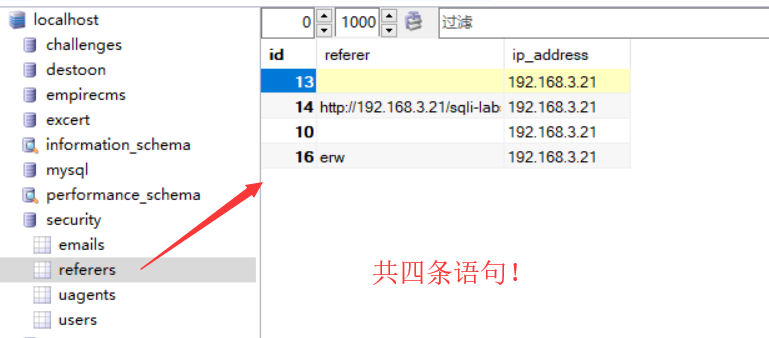 localhost
challenges
destoon
empirecms
excert
information_schema
mysql
performance_schema
security
emails
referers
uagents
users
0 1000 过滤
id referer ip_address
13 192.168.3.21
14 http://192.168.3.21/sqli-lab 192.168.3.21
10 192.168.3.21
16 erw 192.168.3.21
共四条语句！